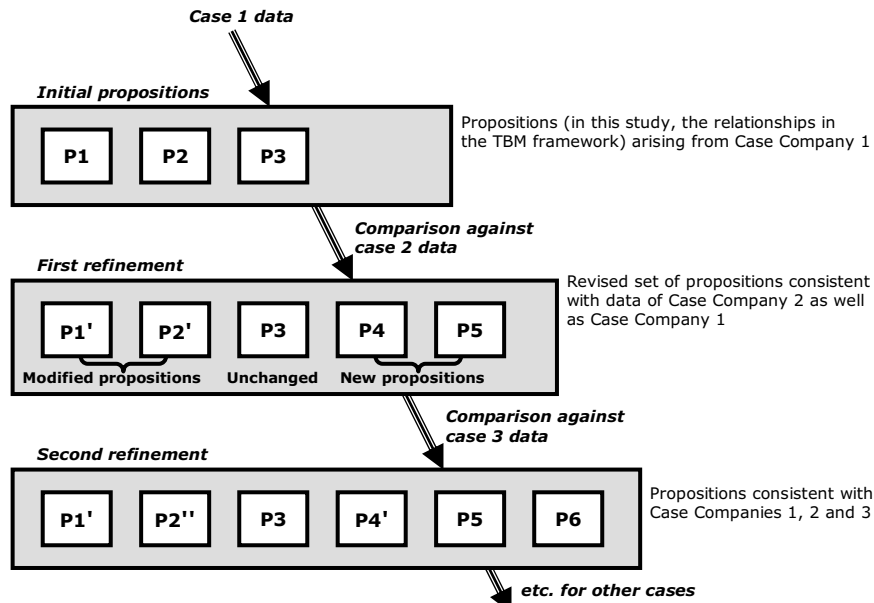 Case 1 data
Initial propositions
P1 P2 P3
Propositions (in this study, the relationships in
the TBM framework) arising from Case Company 1
Comparison against
case 2 data
First refinement
P1' P2' P3 P4 P5
Modified propositions Unchanged New propositions
Revised set of propositions consistent
with data of Case Company 2 as well
as Case Company 1
Comparison against
case 3 data
Second refinement
P1' P2'' P3 P4' P5 P6
Propositions consistent with
Case Companies 1, 2 and 3
etc. for other cases